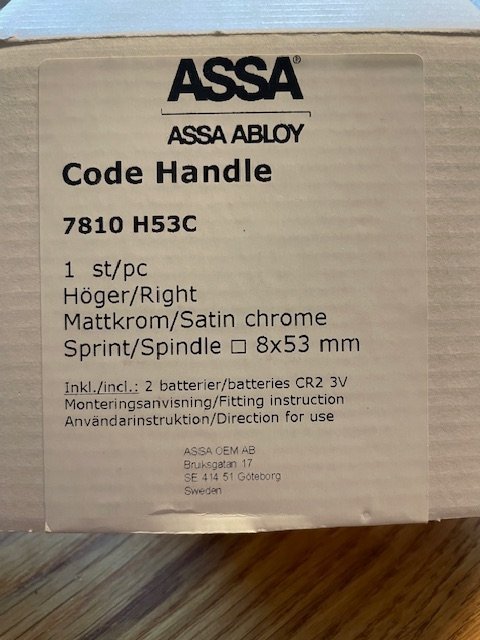 ASSA®
ASSA ABLOY
Code Handle
7810 H53C
1 st/pc
Höger/Right
Mattkrom/Satin chrome
Sprint/Spindle □ 8x53 mm
Inkl./incl.: 2 batterier/batteries CR2 3V
Monteringsanvisning/Fitting instruction
Användarinstruktion/Direction for use
ASSA OEM AB
Bruksgatan 17
SE 414 51 Göteborg
Sweden